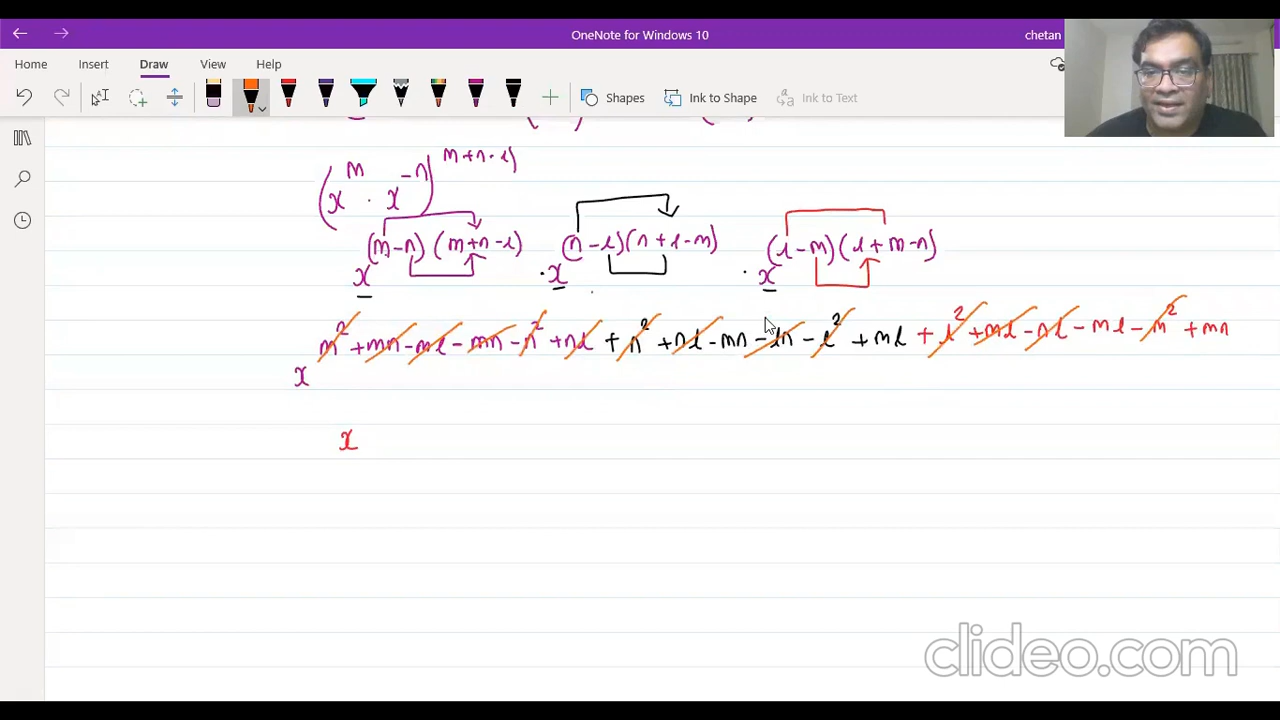 OneNote for Windows 10
chetan
Home Insert Draw View Help
Shapes Ink to Shape Ink to Text
(x^m · x^-n)^(m+n-l)
x^(m-n)(m+n-l) · x^(n-l)(n+l-m) · x^(l-m)(l+m-n)
x^m²+mn-ml-mn-n²+nl+n²+nl-mn-ln-l²+ml+l²+ml-nl-ml-m²+mn
x
clideo.com